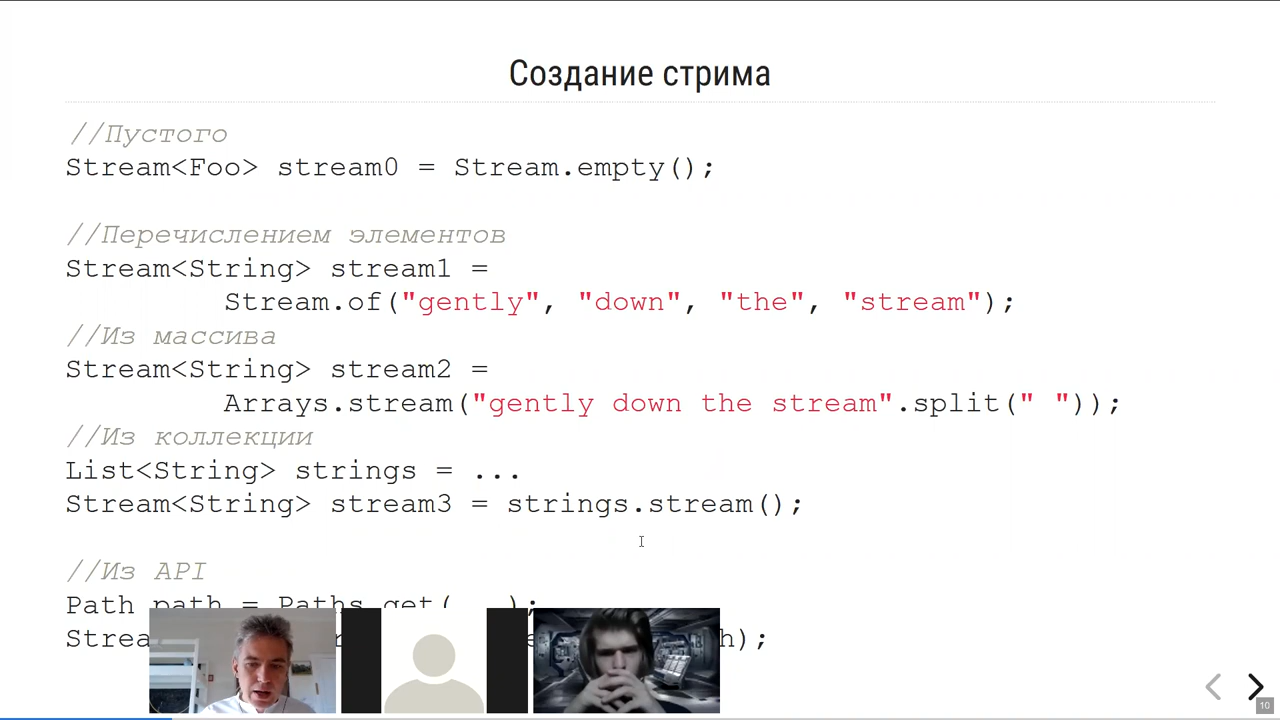 Создание стрима
//Пустого
Stream<Foo> stream0 = Stream.empty();
//Перечислением элементов
Stream<String> stream1 =
Stream.of("gently", "down", "the", "stream");
//Из массива
Stream<String> stream2 =
Arrays.stream("gently down the stream".split(" "));
//Из коллекции
List<String> strings = ...
Stream<String> stream3 = strings.stream();
//Из API
Path path = Paths.get(
);
10